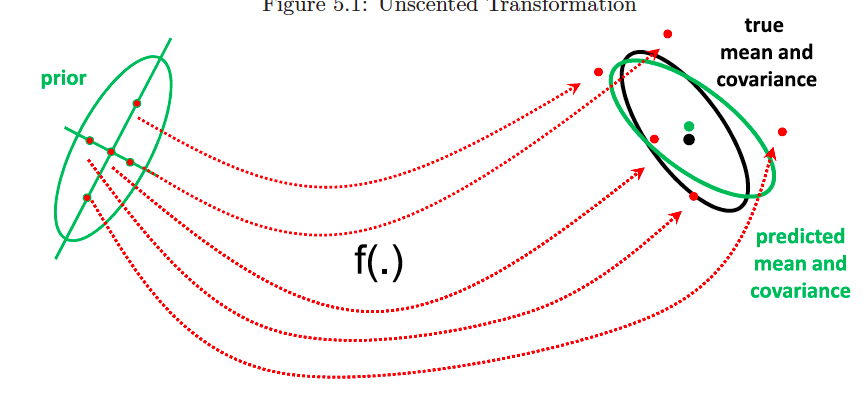 Figure 5.1: Unscented Transformation
true
mean and
covariance
prior
f(.)
predicted
mean and
covariance